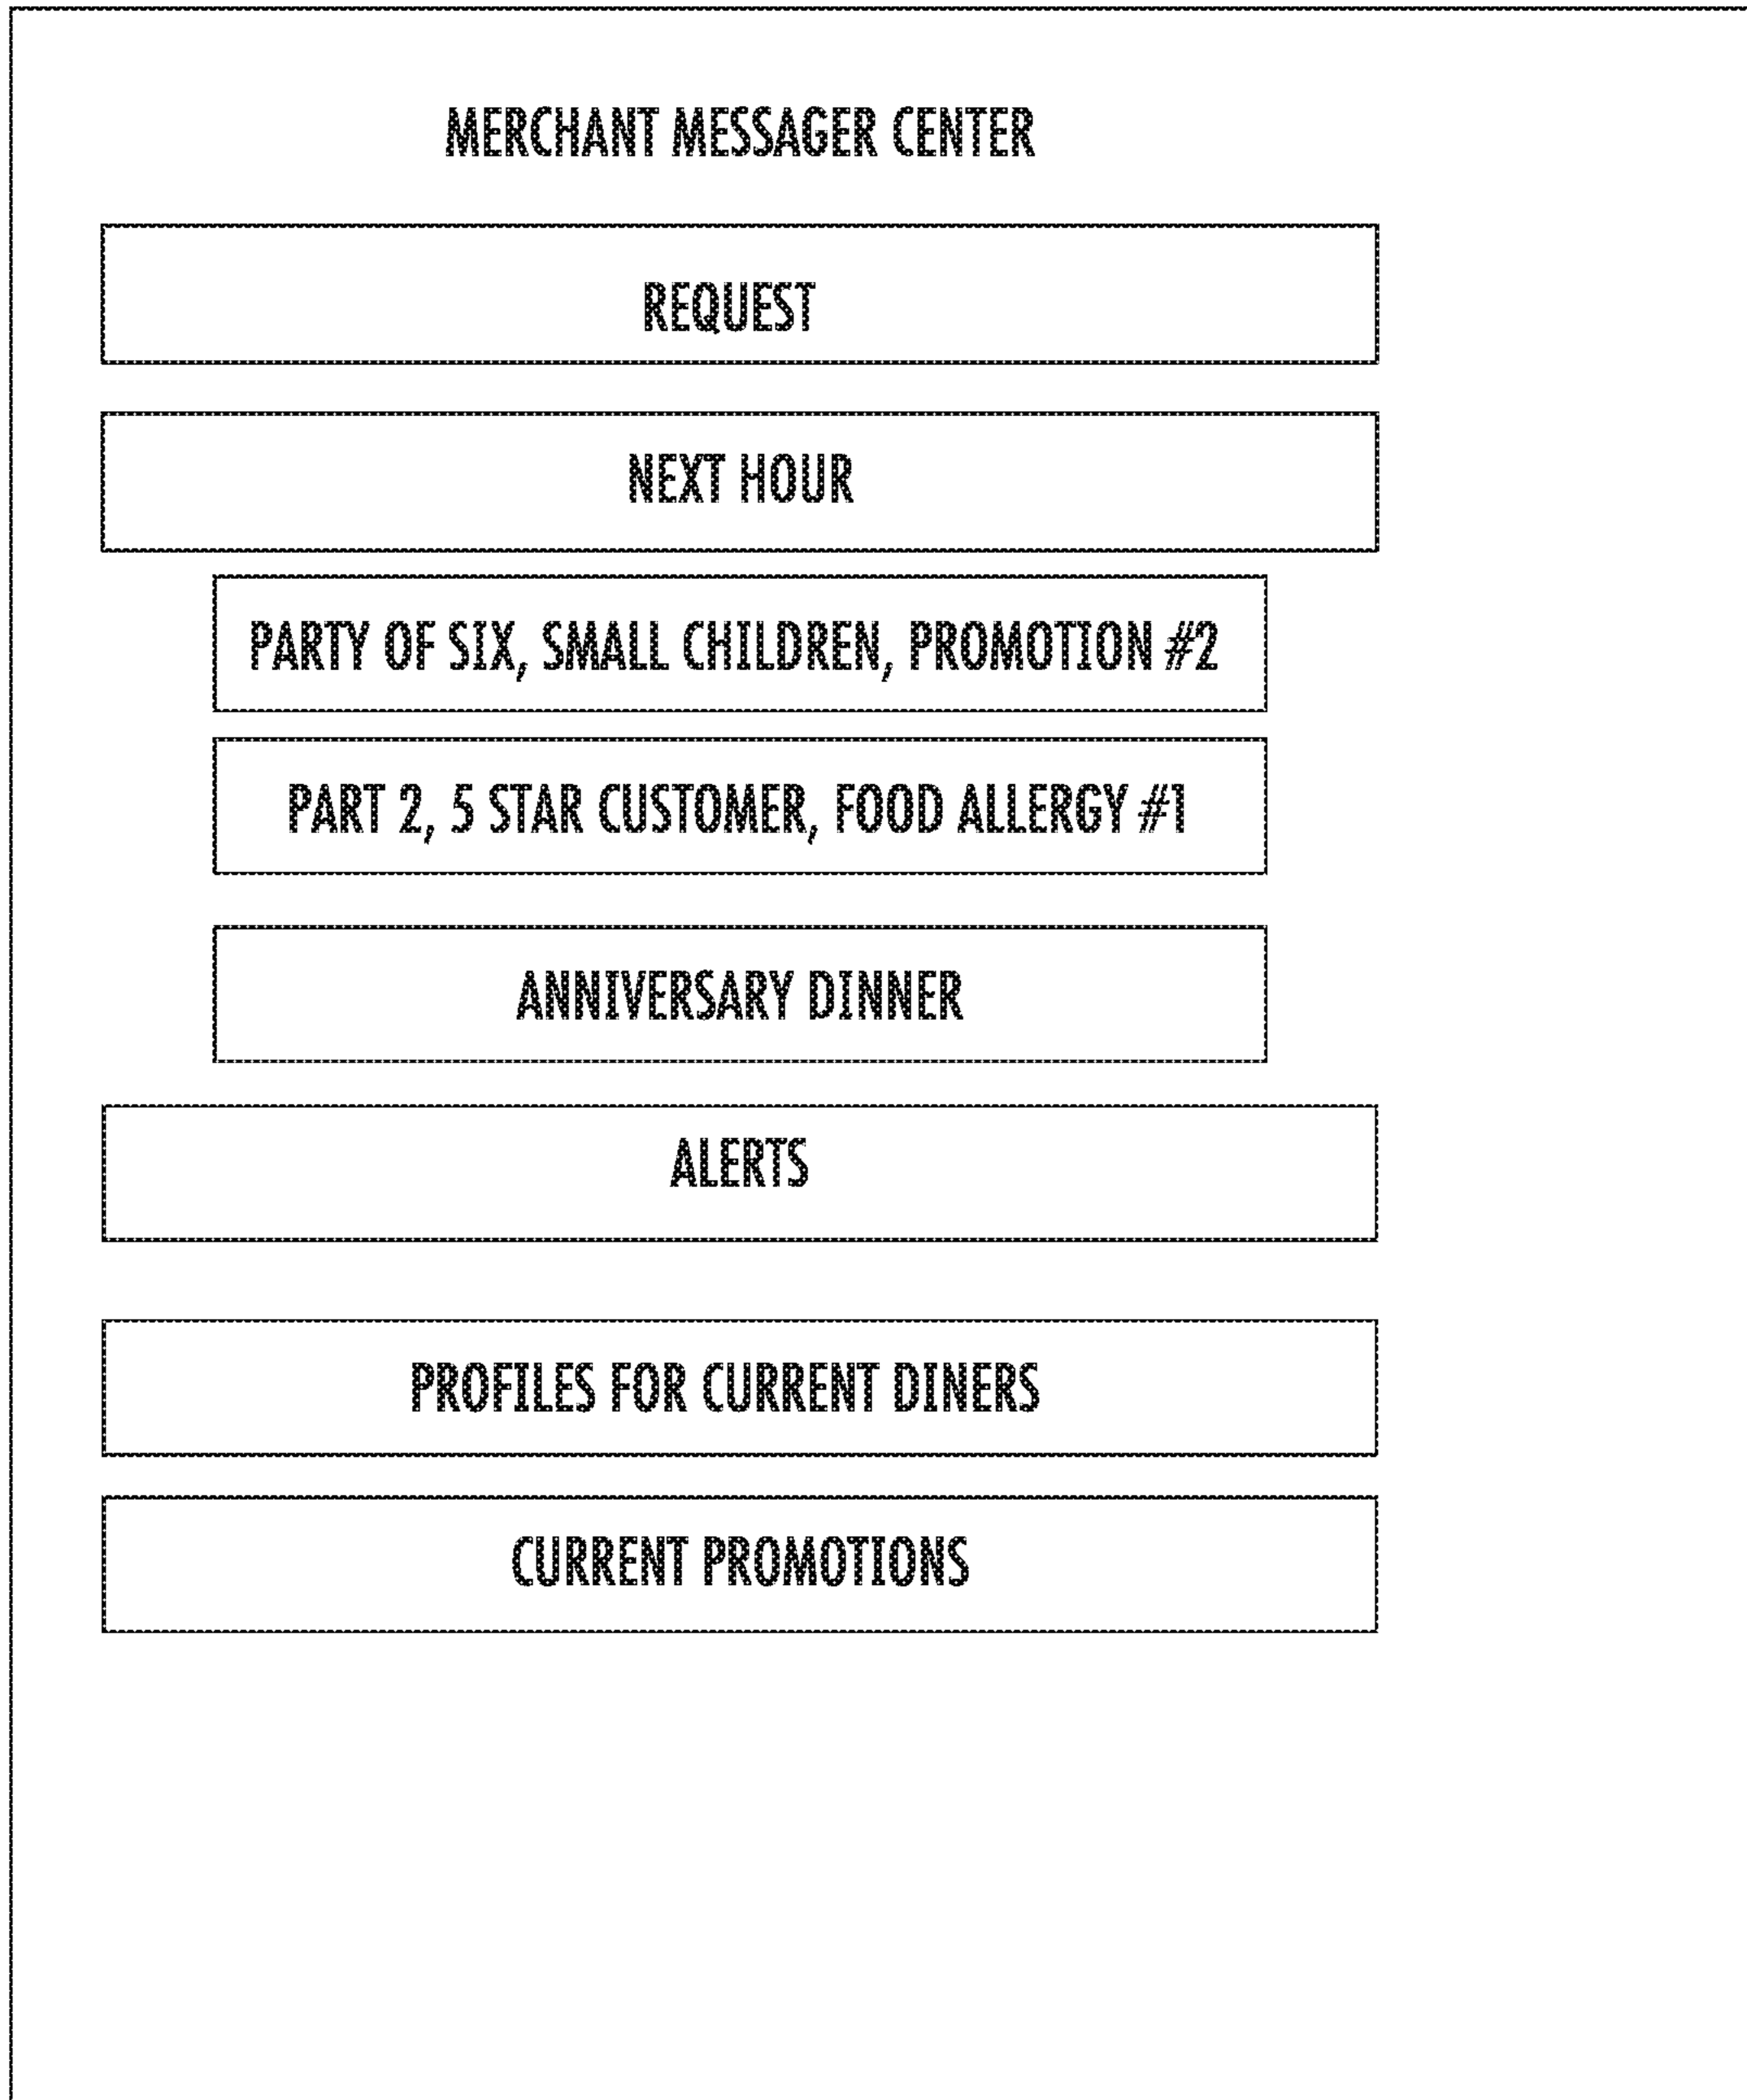 MERCHANT MESSAGER CENTER
REQUEST
NEXT HOUR
PARTY OF SIX, SMALL CHILDREN, PROMOTION #2
PART 2, 5 STAR CUSTOMER, FOOD ALLERGY #1
ANNIVERSARY DINNER
ALERTS
PROFILES FOR CURRENT DINERS
CURRENT PROMOTIONS